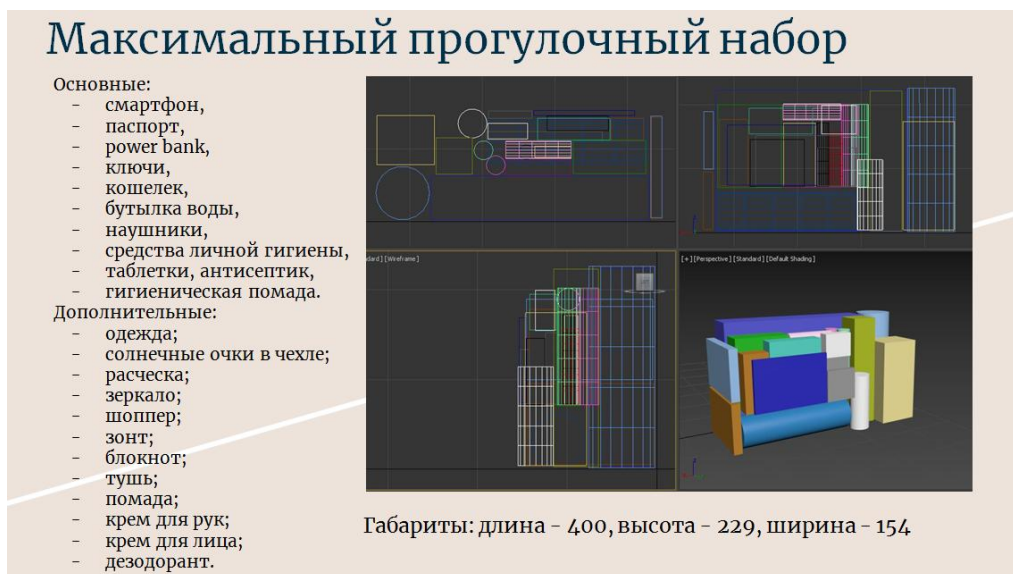 Максимальный прогулочный набор
Основные:
- смартфон,
- паспорт,
- power bank,
- ключи,
- кошелек,
- бутылка воды,
- наушники,
- средства личной гигиены,
- таблетки, антисептик,
- гигиеническая помада.
Дополнительные:
- одежда;
- солнечные очки в чехле;
- расческа;
- зеркало;
- шоппер;
- зонт;
- блокнот;
- тушь;
- помада;
- крем для рук;
- крем для лица;
- дезодорант.
dard ] [Wireframe ]
[+] [Perspective ] [Standard ] [Default Shading ]
Габариты: длина - 400, высота - 229, ширина - 154